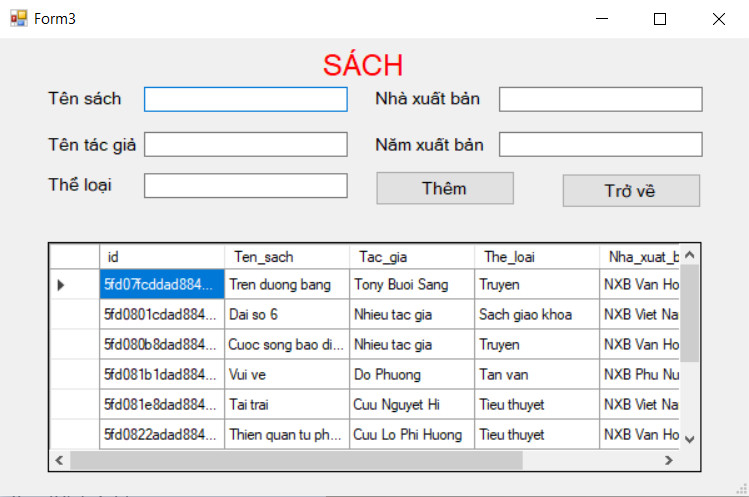 Form3
SÁCH
Tên sách Nhà xuất bản
Tên tác giả Năm xuất bản
Thể loại Thêm Trở về
id Ten_sach Tac_gia The_loai Nha_xuat_b
5fd07fcddad884... Tren duong bang Tony Buoi Sang Truyen NXB Van Ho
5fd0801cdad884... Dai so 6 Nhieu tac gia Sach giao khoa NXB Viet Na
5fd080b8dad884... Cuoc song bao di... Nhieu tac gia Truyen NXB Van Ho
5fd081b1dad884... Vui ve Do Phuong Tan van NXB Phu Nu
5fd081e8dad884... Tai trai Cuu Nguyet Hi Tieu thuyet NXB Viet Na
5fd0822adad884... Thien quan tu ph... Cuu Lo Phi Huong Tieu thuyet NXB Van Ho